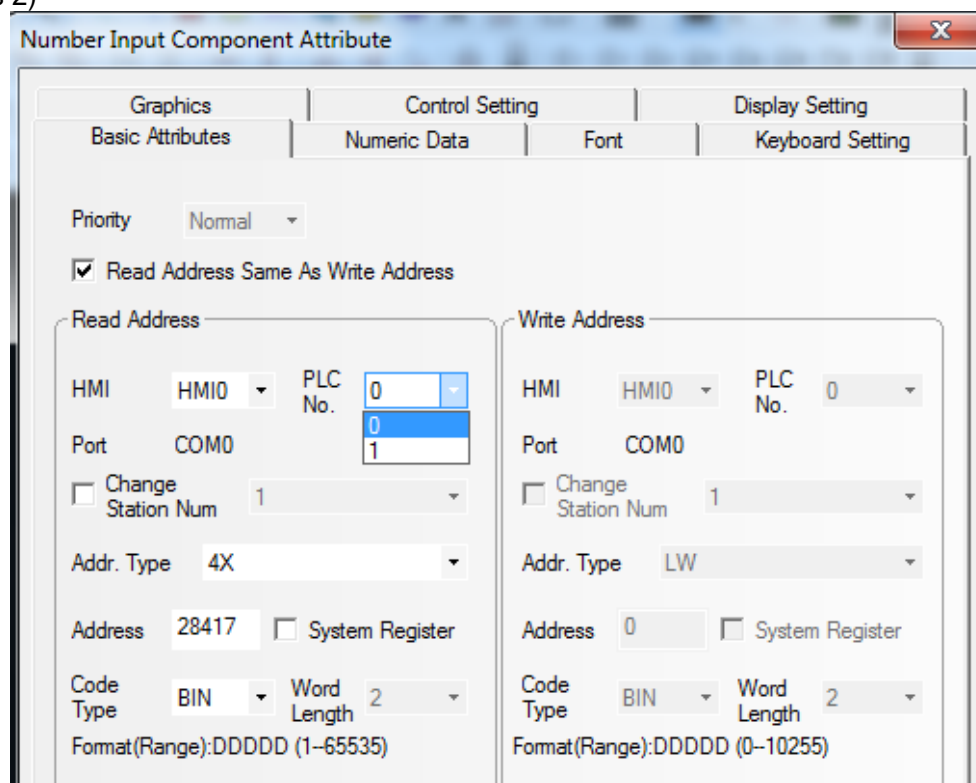 s 2)
Number Input Component Attribute
Graphics
Control Setting
Display Setting
Basic Attributes
Numeric Data
Font
Keyboard Setting
Priority
Normal
Read Address Same As Write Address
Read Address
HMI
HMI0
PLC
No.
0
0
1
Port
COM0
Change
Station Num
1
Addr. Type
4X
Address
28417
System Register
Code
Type
BIN
Word
Length
2
Format(Range):DDDDD (1--65535)
Write Address
HMI
HMI0
PLC
No.
0
Port
COM0
Change
Station Num
1
Addr. Type
LW
Address
0
System Register
Code
Type
BIN
Word
Length
2
Format(Range):DDDDD (0--10255)